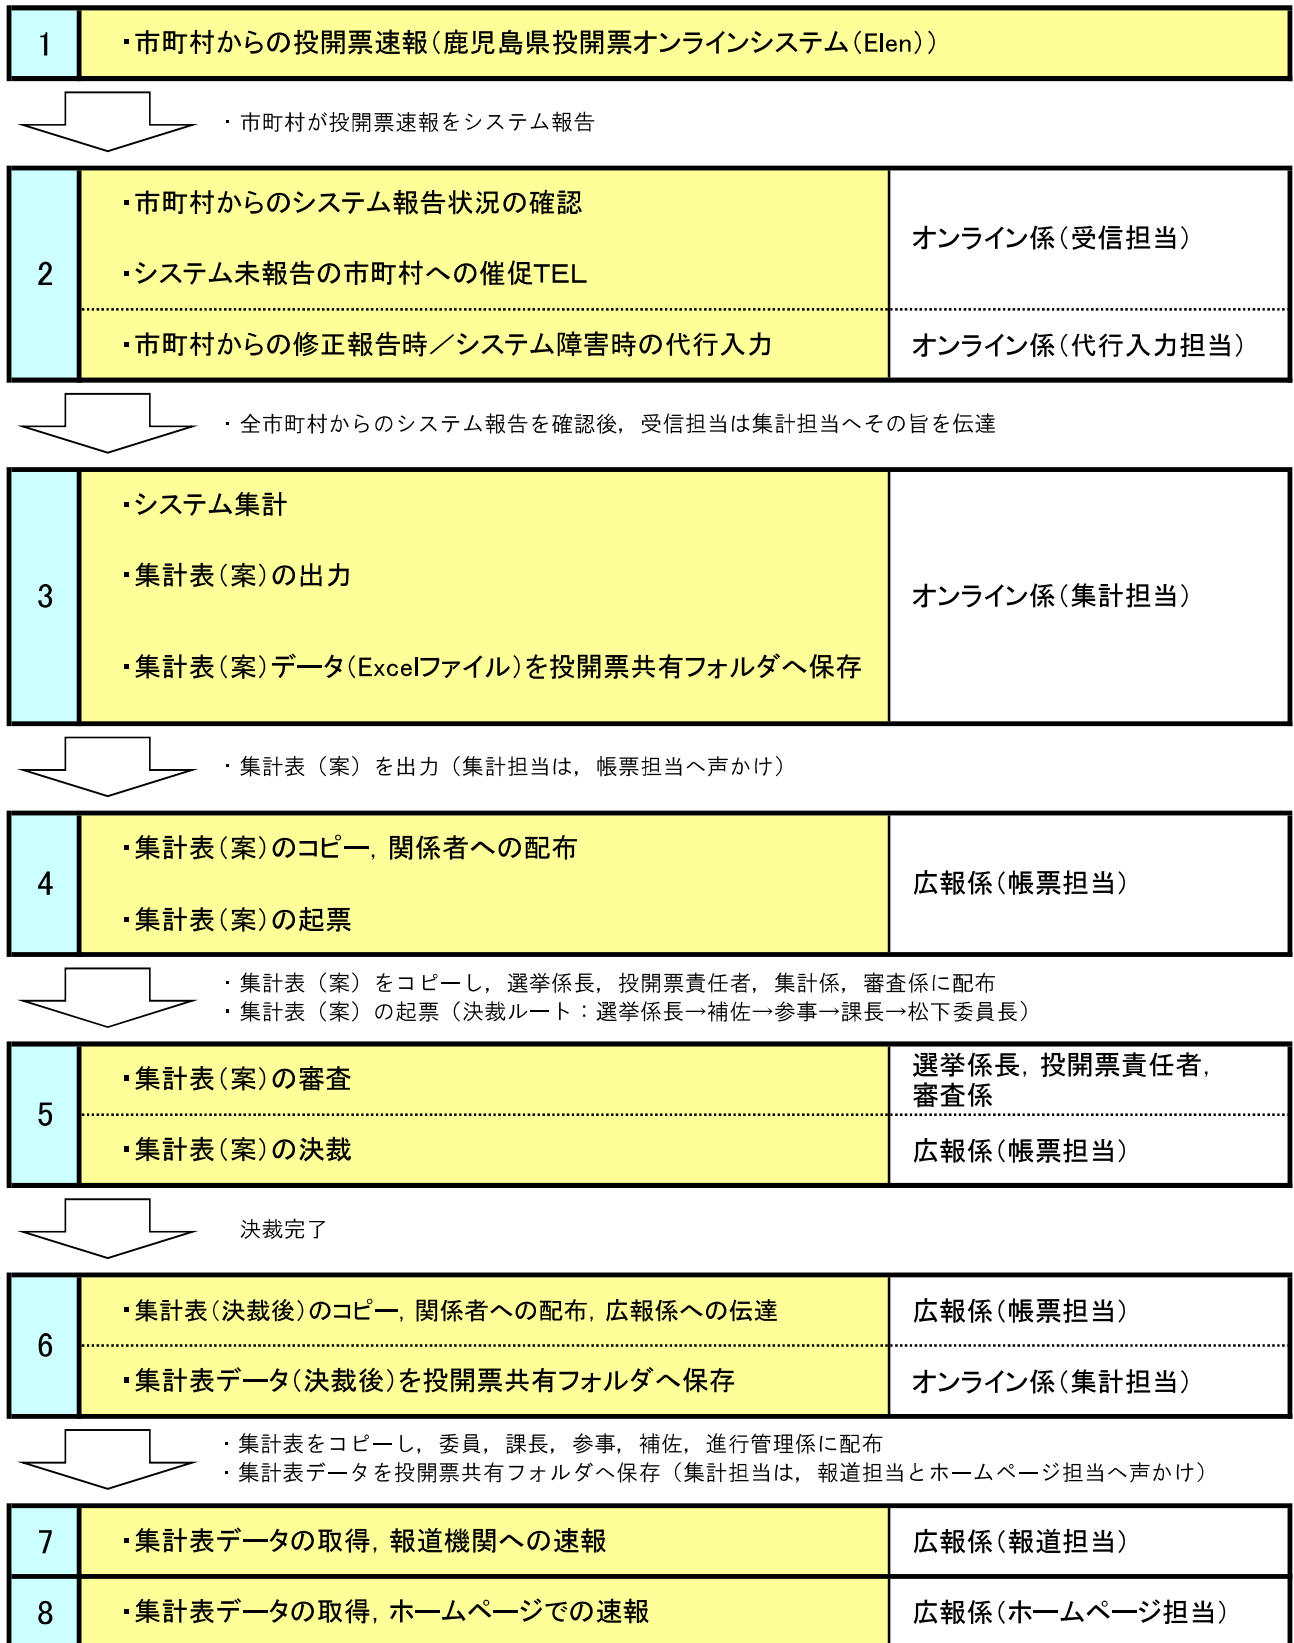 1
・市町村からの投開票速報（鹿児島県投開票オンラインシステム（Elen））
・市町村が投開票速報をシステム報告
2
・市町村からのシステム報告状況の確認
・システム未報告の市町村への催促TEL
オンライン係（受信担当）
・市町村からの修正報告時／システム障害時の代行入力
オンライン係（代行入力担当）
・全市町村からのシステム報告を確認後，受信担当は集計担当へその旨を伝達
3
・システム集計
・集計表（案）の出力
・集計表（案）データ（Excelファイル）を投開票共有フォルダへ保存
オンライン係（集計担当）
・集計表（案）を出力（集計担当は，帳票担当へ声かけ）
4
・集計表（案）のコピー，関係者への配布
・集計表（案）の起票
広報係（帳票担当）
・集計表（案）をコピーし，選挙係長，投開票責任者，集計係，審査係に配布
・集計表（案）の起票（決裁ルート：選挙係長→補佐→参事→課長→松下委員長）
5
・集計表（案）の審査
選挙係長，投開票責任者，
審査係
・集計表（案）の決裁
広報係（帳票担当）
決裁完了
6
・集計表（決裁後）のコピー，関係者への配布，広報係への伝達
広報係（帳票担当）
・集計表データ（決裁後）を投開票共有フォルダへ保存
オンライン係（集計担当）
・集計表をコピーし，委員，課長，参事，補佐，進行管理係に配布
・集計表データを投開票共有フォルダへ保存（集計担当は，報道担当とホームページ担当へ声かけ）
7
・集計表データの取得，報道機関への速報
広報係（報道担当）
8
・集計表データの取得，ホームページでの速報
広報係（ホームページ担当）